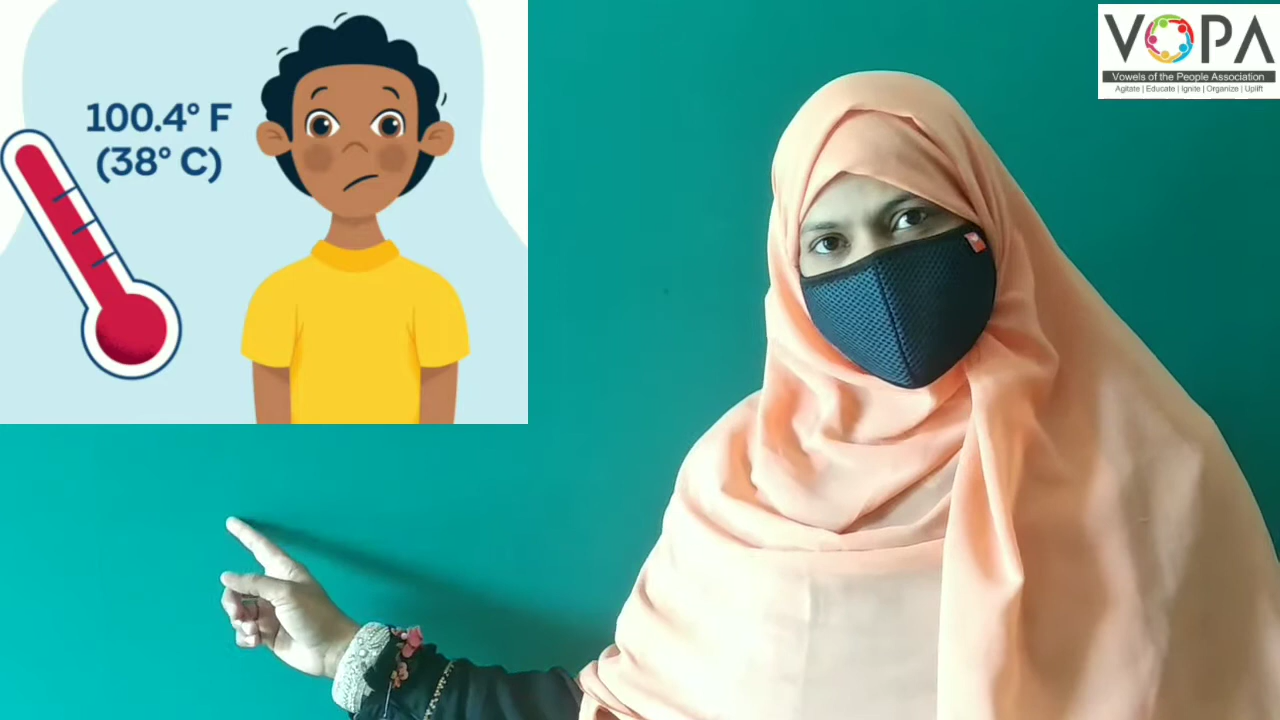 100.4° F
(38° C)
VOPA
Vowels of the People Association
Agitate | Educate | Ignite | Organize | Uplift